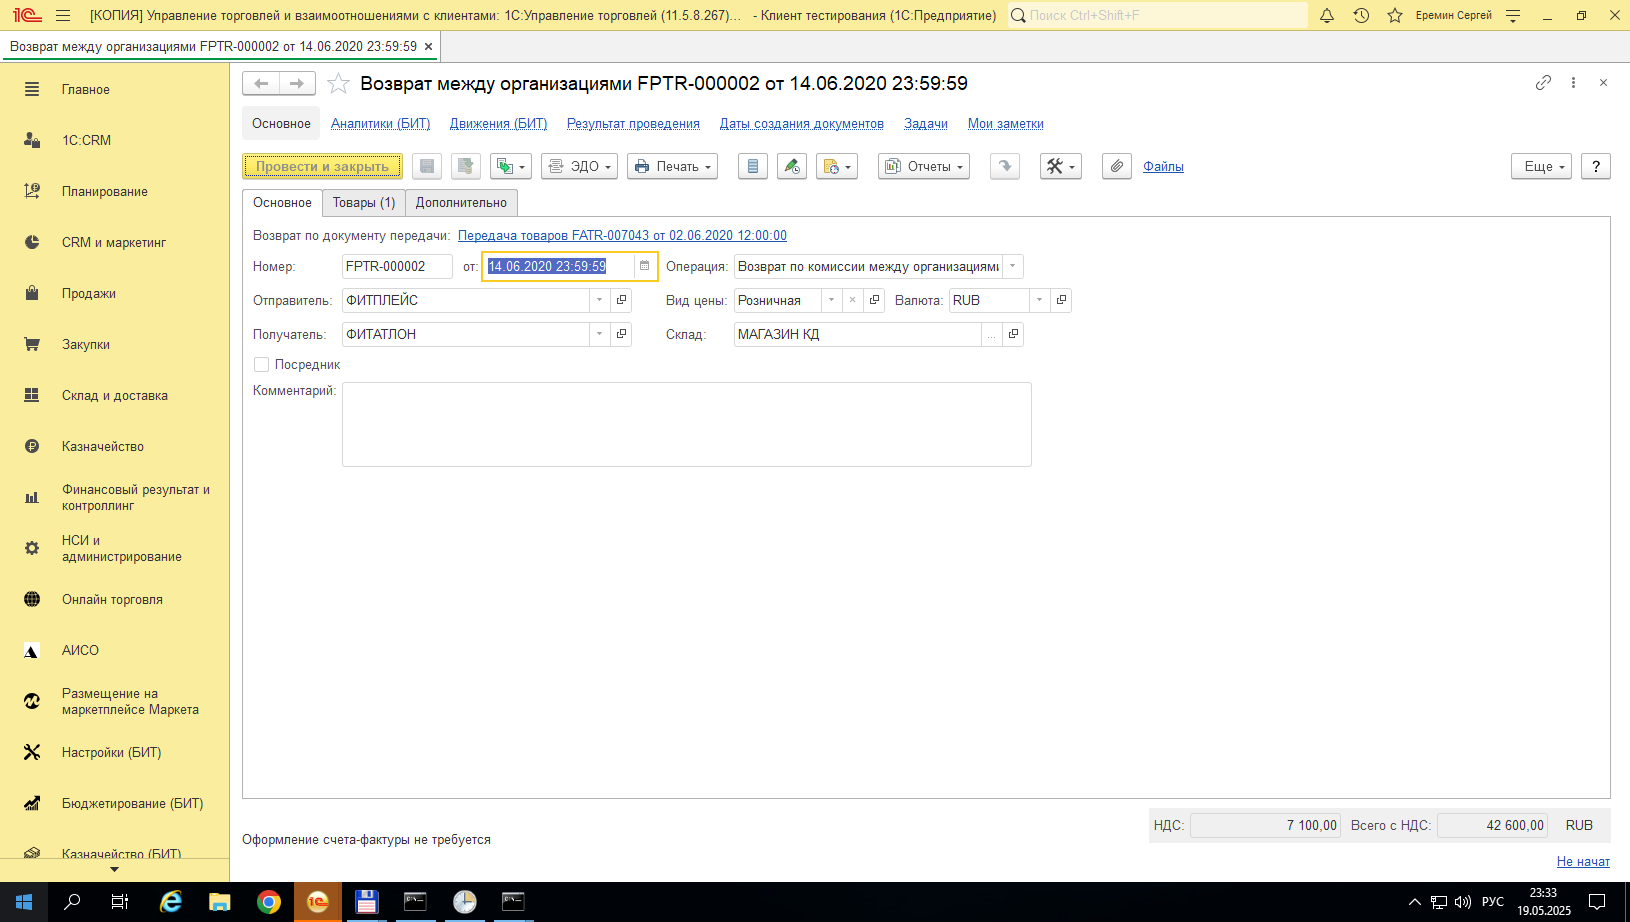 [КОПИЯ] Управление торговлей и взаимоотношениями с клиентами: 1С:Управление торговлей (11.5.8.267)... - Клиент тестирования (1С:Предприятие)
Поиск Ctrl+Shift+F
Еремин Сергей
Возврат между организациями FPTR-000002 от 14.06.2020 23:59:59
Главное
1С:CRM
Планирование
CRM и маркетинг
Продажи
Закупки
Склад и доставка
Казначейство
Финансовый результат и
контроллинг
НСИ и
администрирование
Онлайн торговля
АИСО
Размещение на
маркетплейсе Маркета
Настройки (БИТ)
Бюджетирование (БИТ)
Казначейство (БИТ)
Возврат между организациями FPTR-000002 от 14.06.2020 23:59:59
Основное Аналитики (БИТ) Движения (БИТ) Результат проведения Даты создания документов Задачи Мои заметки
Провести и закрыть ЭДО Печать Отчеты Файлы Еще ?
Основное Товары (1) Дополнительно
Возврат по документу передачи: Передача товаров FATR-007043 от 02.06.2020 12:00:00
Номер: FPTR-000002 от: 14.06.2020 23:59:59 Операция: Возврат по комиссии между организациями
Отправитель: ФИТПЛЕЙС Вид цены: Розничная Валюта: RUB
Получатель: ФИТАТЛОН Склад: МАГАЗИН КД
Посредник
Комментарий:
НДС: 7 100,00 Всего с НДС: 42 600,00 RUB
Оформление счета-фактуры не требуется
Не начат
РУС
23:33
19.05.2025